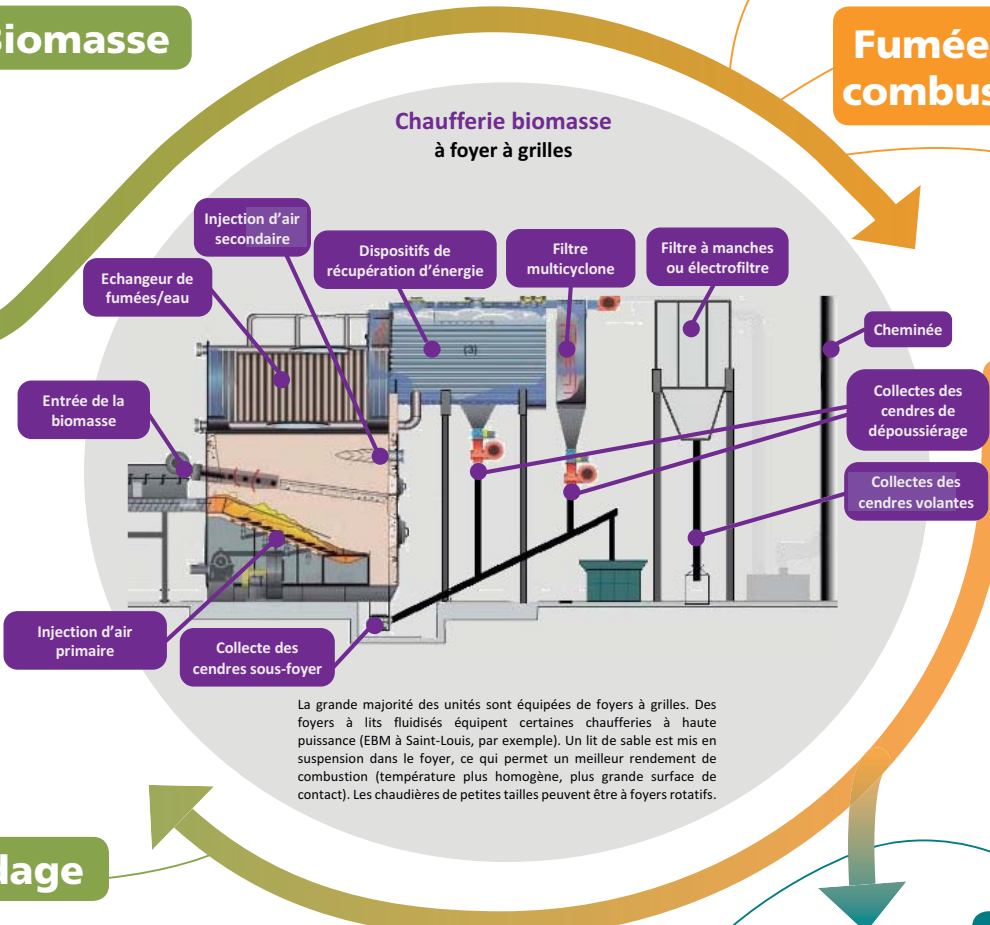 Biomasse
Fumée
combus
Chaufferie biomasse
à foyer à grilles
Injection d'air
secondaire
Dispositifs de
récupération d'énergie
Filtre
multicyclone
Filtre à manches
ou électrofiltre
Echangeur de
fumées/eau
Cheminée
Entrée de la
biomasse
(3)
Collectes des
cendres de
dépoussiérage
Collectes des
cendres volantes
Injection d'air
primaire
Collecte des
cendres sous-foyer
La grande majorité des unités sont équipées de foyers à grilles. Des
foyers à lits fluidisés équipent certaines chaufferies à haute
puissance (EBM à Saint-Louis, par exemple). Un lit de sable est mis en
suspension dans le foyer, ce qui permet un meilleur rendement de
combustion (température plus homogène, plus grande surface de
contact). Les chaudières de petites tailles peuvent être à foyers rotatifs.
dage